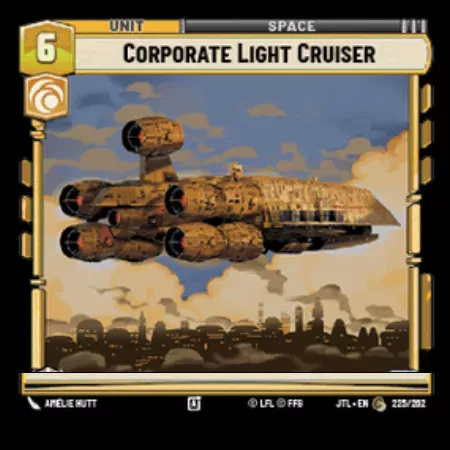 UNIT SPACE
6 CORPORATE LIGHT CRUISER
AMÉLIE HUTT A LFL FFG JTL • EN 225/262